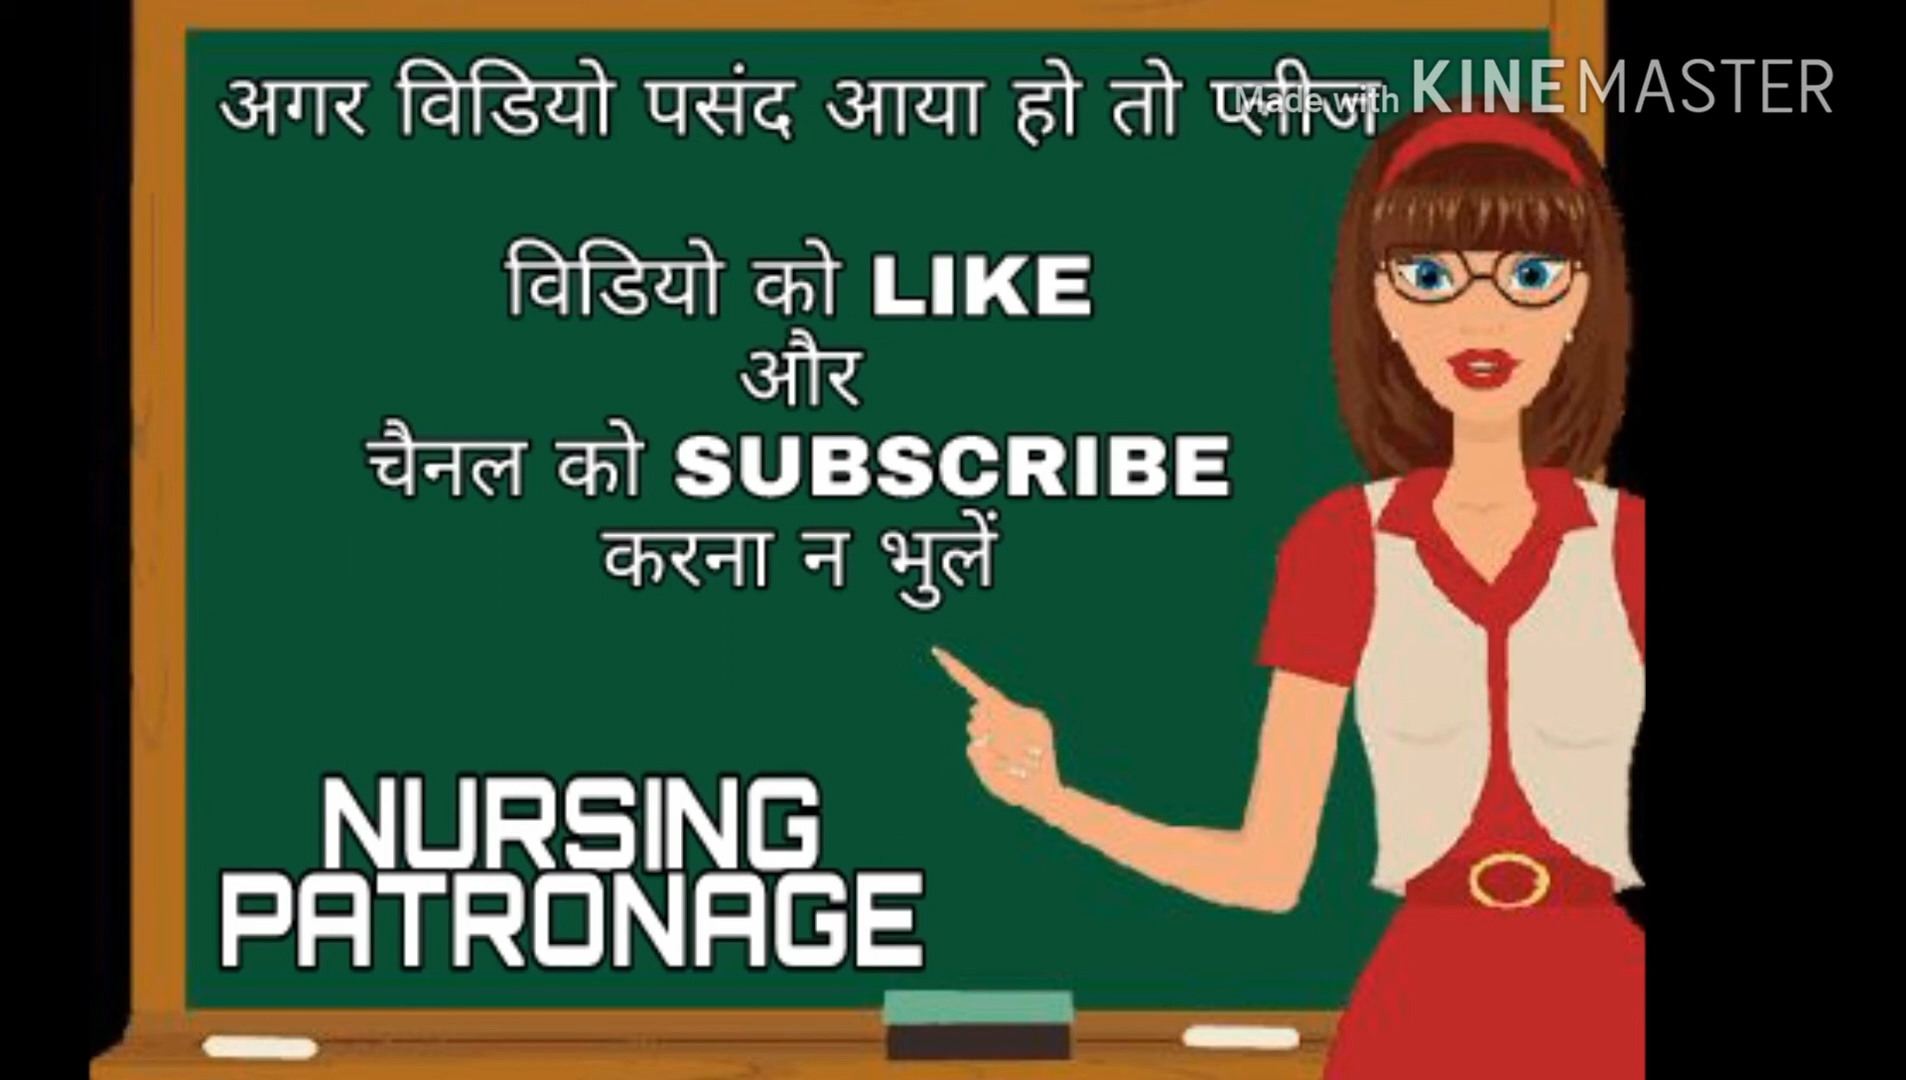 अगर विडियो पसंद आया हो तो प्लीज
Made with KINEMASTER
विडियो को LIKE
और
चैनल को SUBSCRIBE
करना न भुलें
NURSING
PATRONAGE